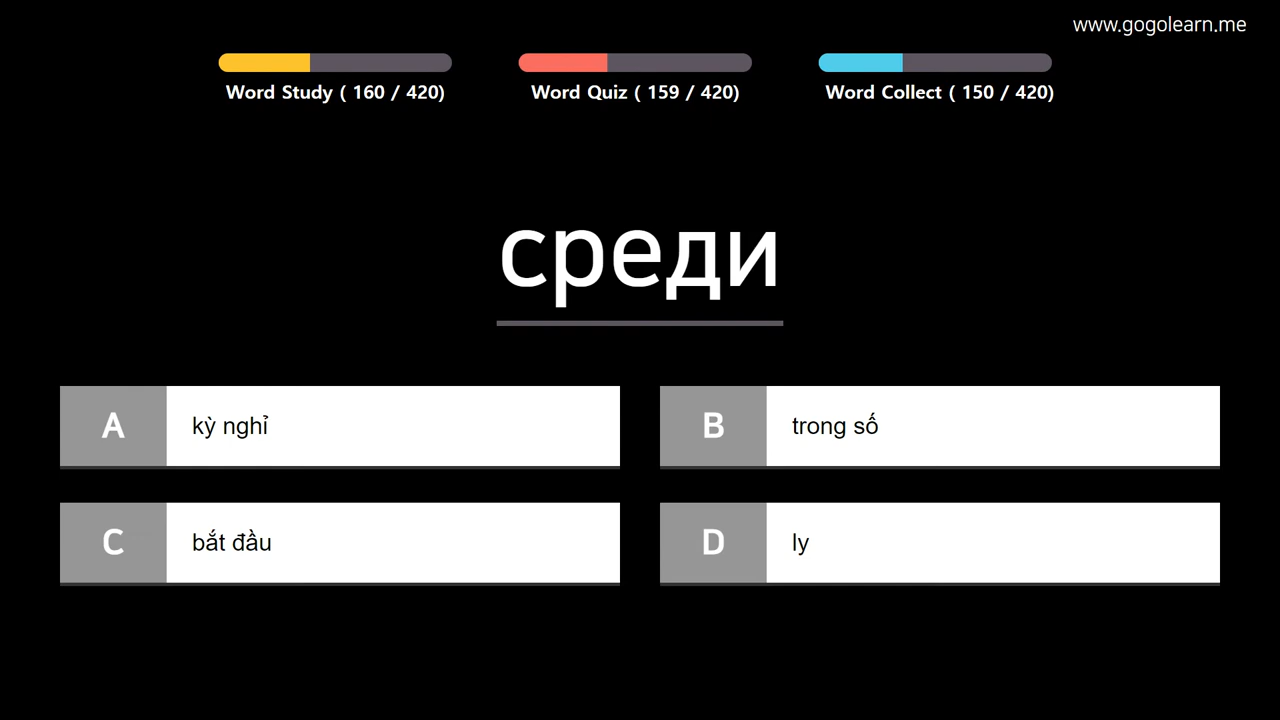 www.gogolearn.me
Word Study ( 160 / 420)
Word Quiz ( 159 / 420)
Word Collect ( 150 / 420)
среди
A kỳ nghỉ
B trong số
C bắt đầu
D ly